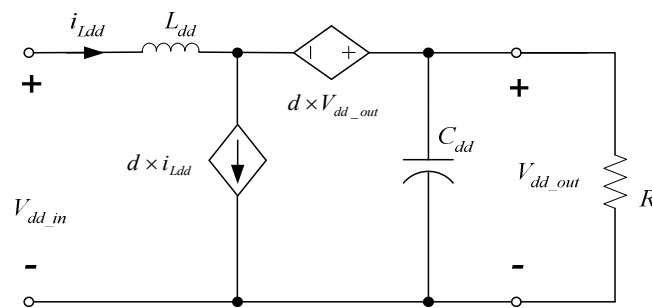 i_Ldd L_dd
+ | + +
d × V_dd_out
C_dd
d × i_Ldd
V_dd_out
R
V_dd_in
- -